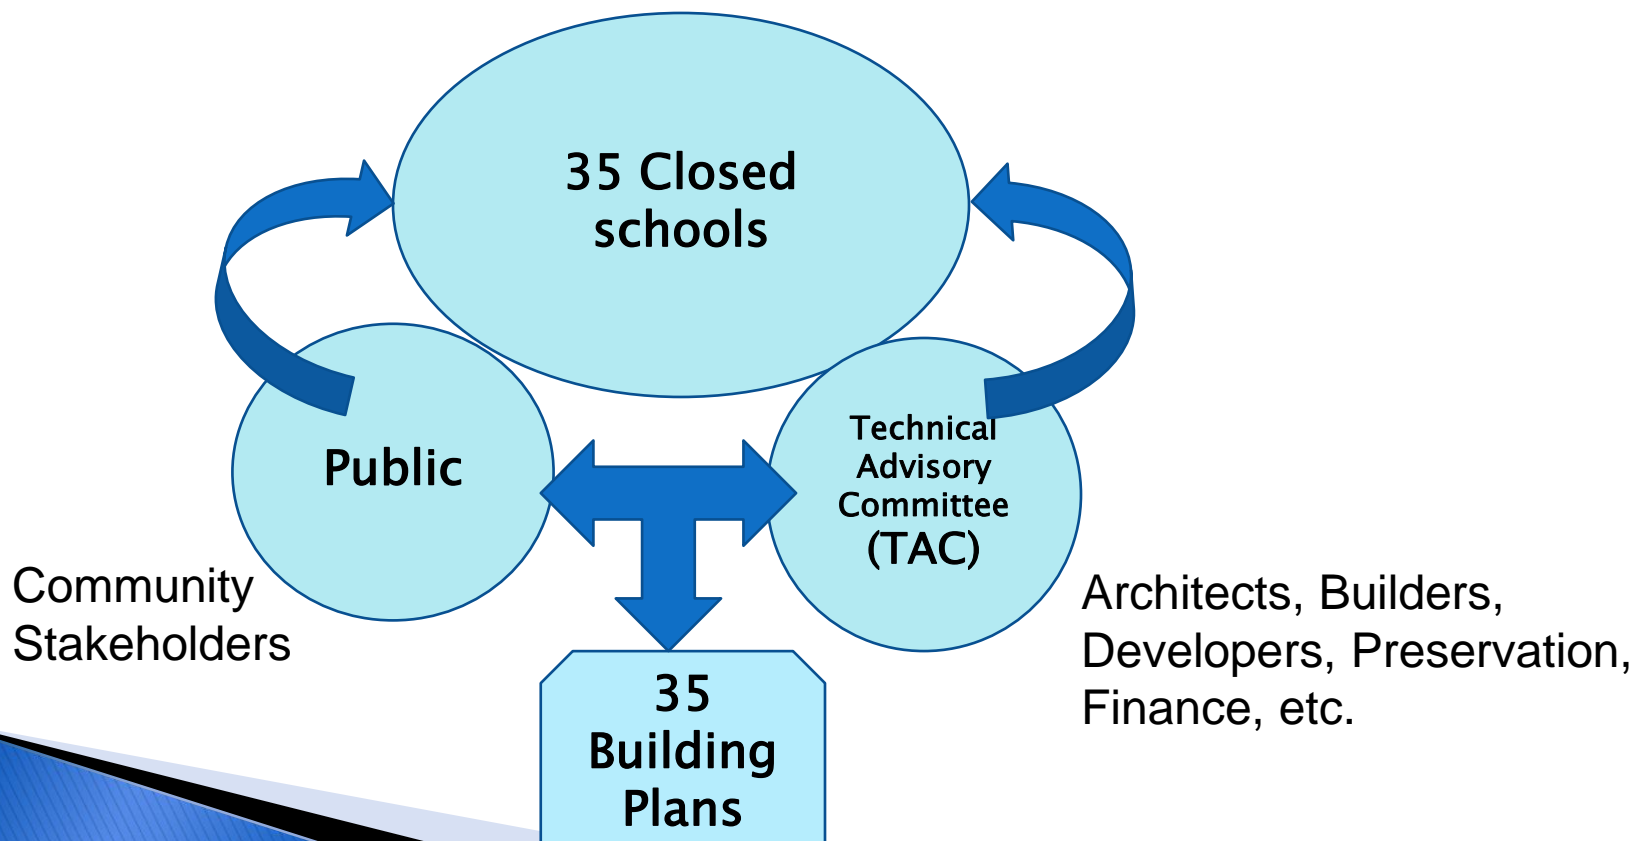 35 Closed
schools
Public
Technical
Advisory
Committee
(TAC)
Community
Stakeholders
Architects, Builders,
Developers, Preservation,
Finance, etc.
35
Building
Plans